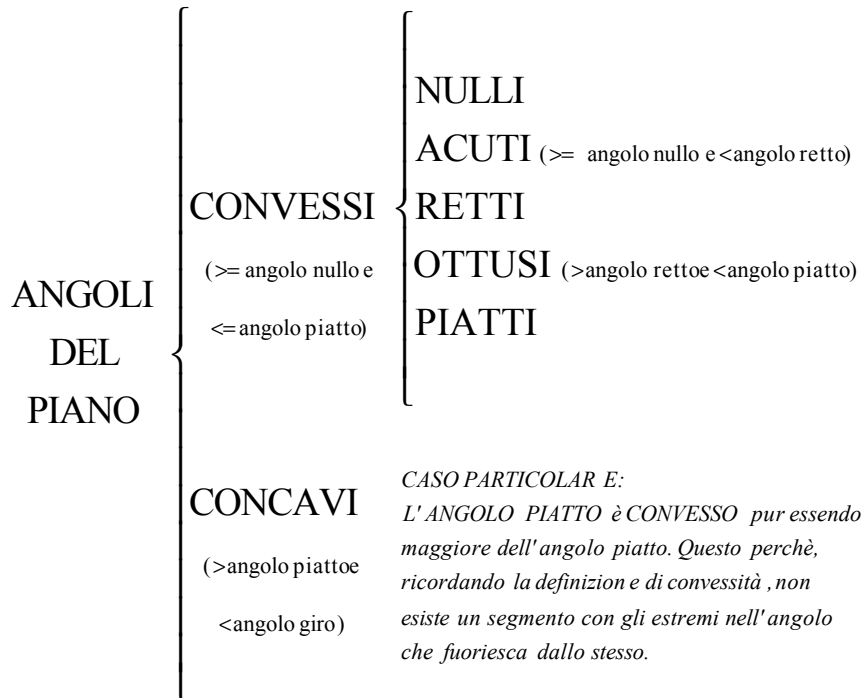 ANGOLI
DEL
PIANO
CONVESSI
(>= angolo nullo e
<= angolo piatto)
NULLI
ACUTI (>= angolo nullo e <angolo retto)
RETTI
OTTUSI (>angolo rettoe <angolo piatto)
PIATTI
CONCAVI
(>angolo piattoe
<angolo giro)
CASO PARTICOLAR E:
L' ANGOLO PIATTO è CONVESSO pur essendo
maggiore dell' angolo piatto. Questo perchè,
ricordando la definizion e di convessità , non
esiste un segmento con gli estremi nell' angolo
che fuoriesca dallo stesso.